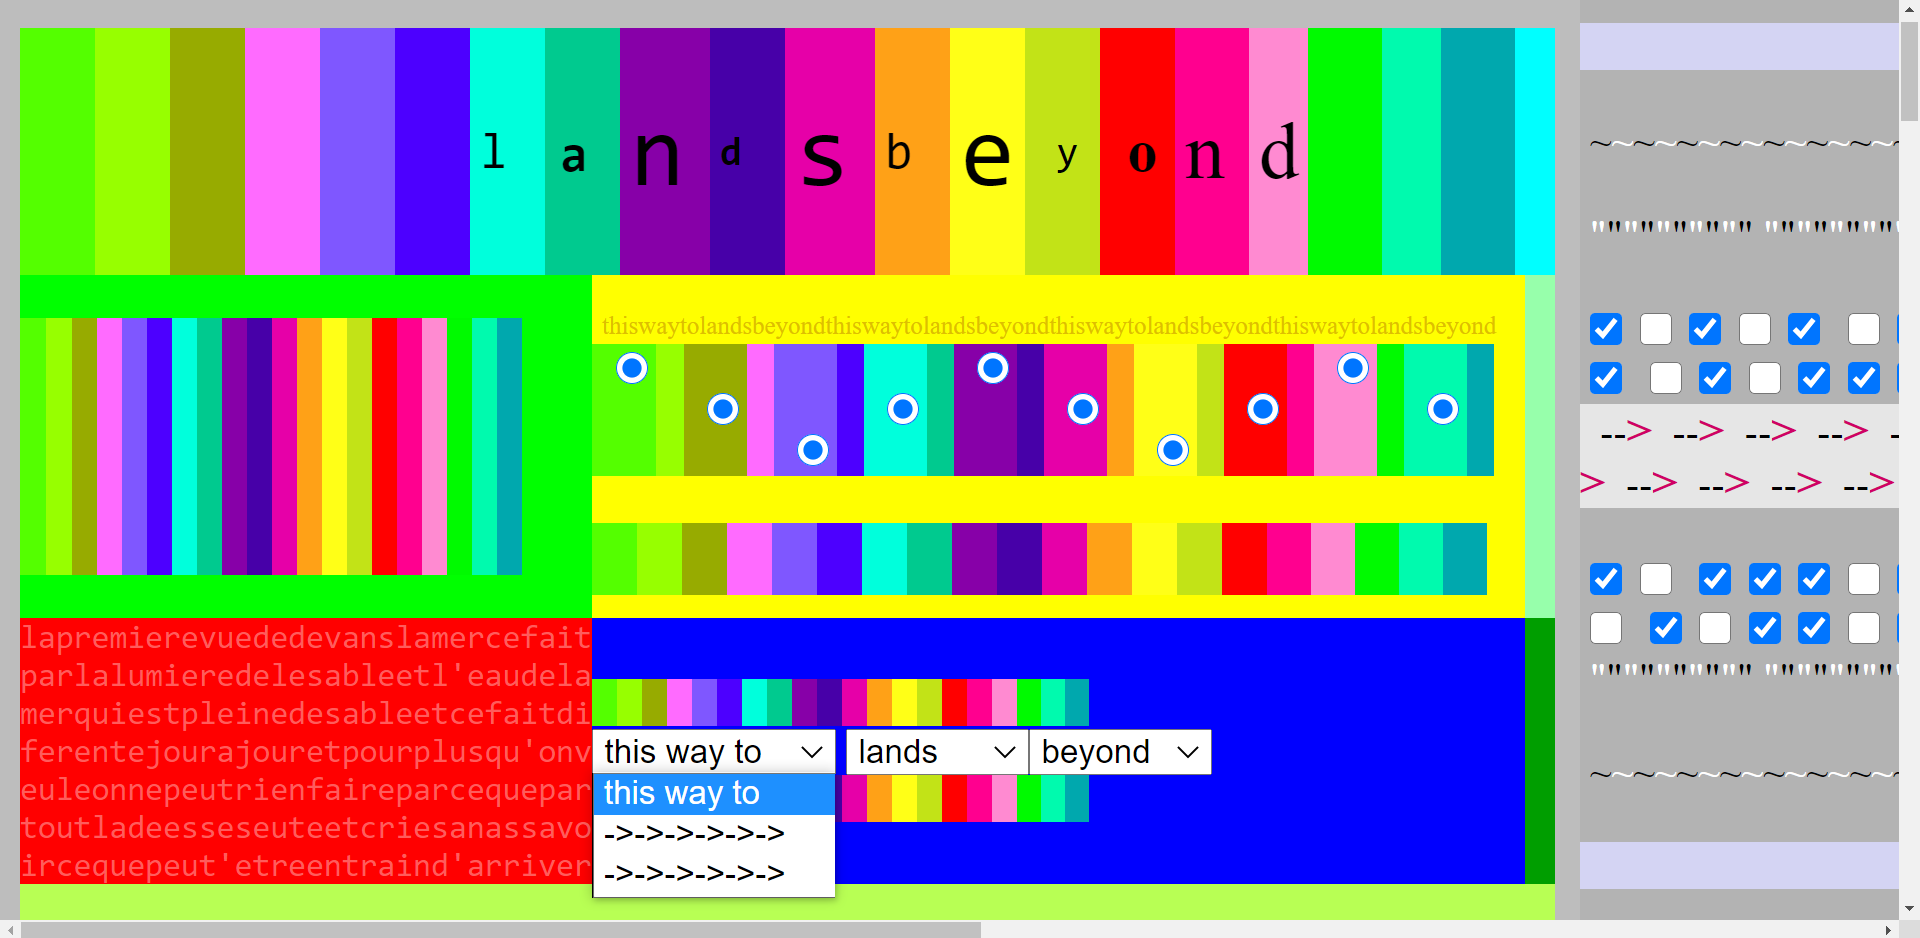 landsbeyond
thiswaytolandsbeyondthiswaytolandsbeyondthiswaytolandsbeyondthiswaytolandsbeyond
lapremierevuededevanslamercefait
parlalumieredelesableetl'eaudela
merquiestpleinedesableetcefaitdi
ferentejourajouretpourplusqu'onv
euleonnepeutrienfaireparcequepar
toutladeesseseuteetcriesanassavo
ircequepeut'etreentraind'arriver
this way to
lands
beyond
this way to
->->->->->->
->->->->->->
~~~~~~~~~~~~~~~
"""""""""" """""""""
--> --> --> --> -
> --> --> --> -->
"""""""""" """""""""
~~~~~~~~~~~~~~~